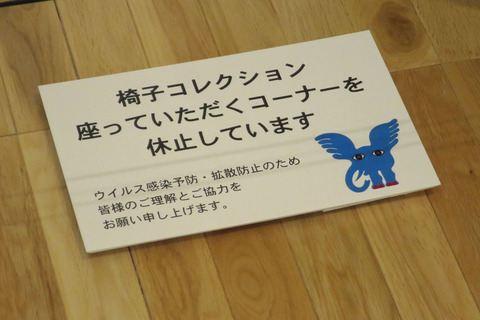 椅子コレクション
座っていただくコーナーを
休止しています
ウイルス感染予防・拡散防止のため
皆様のご理解とご協力を
お願い申し上げます。